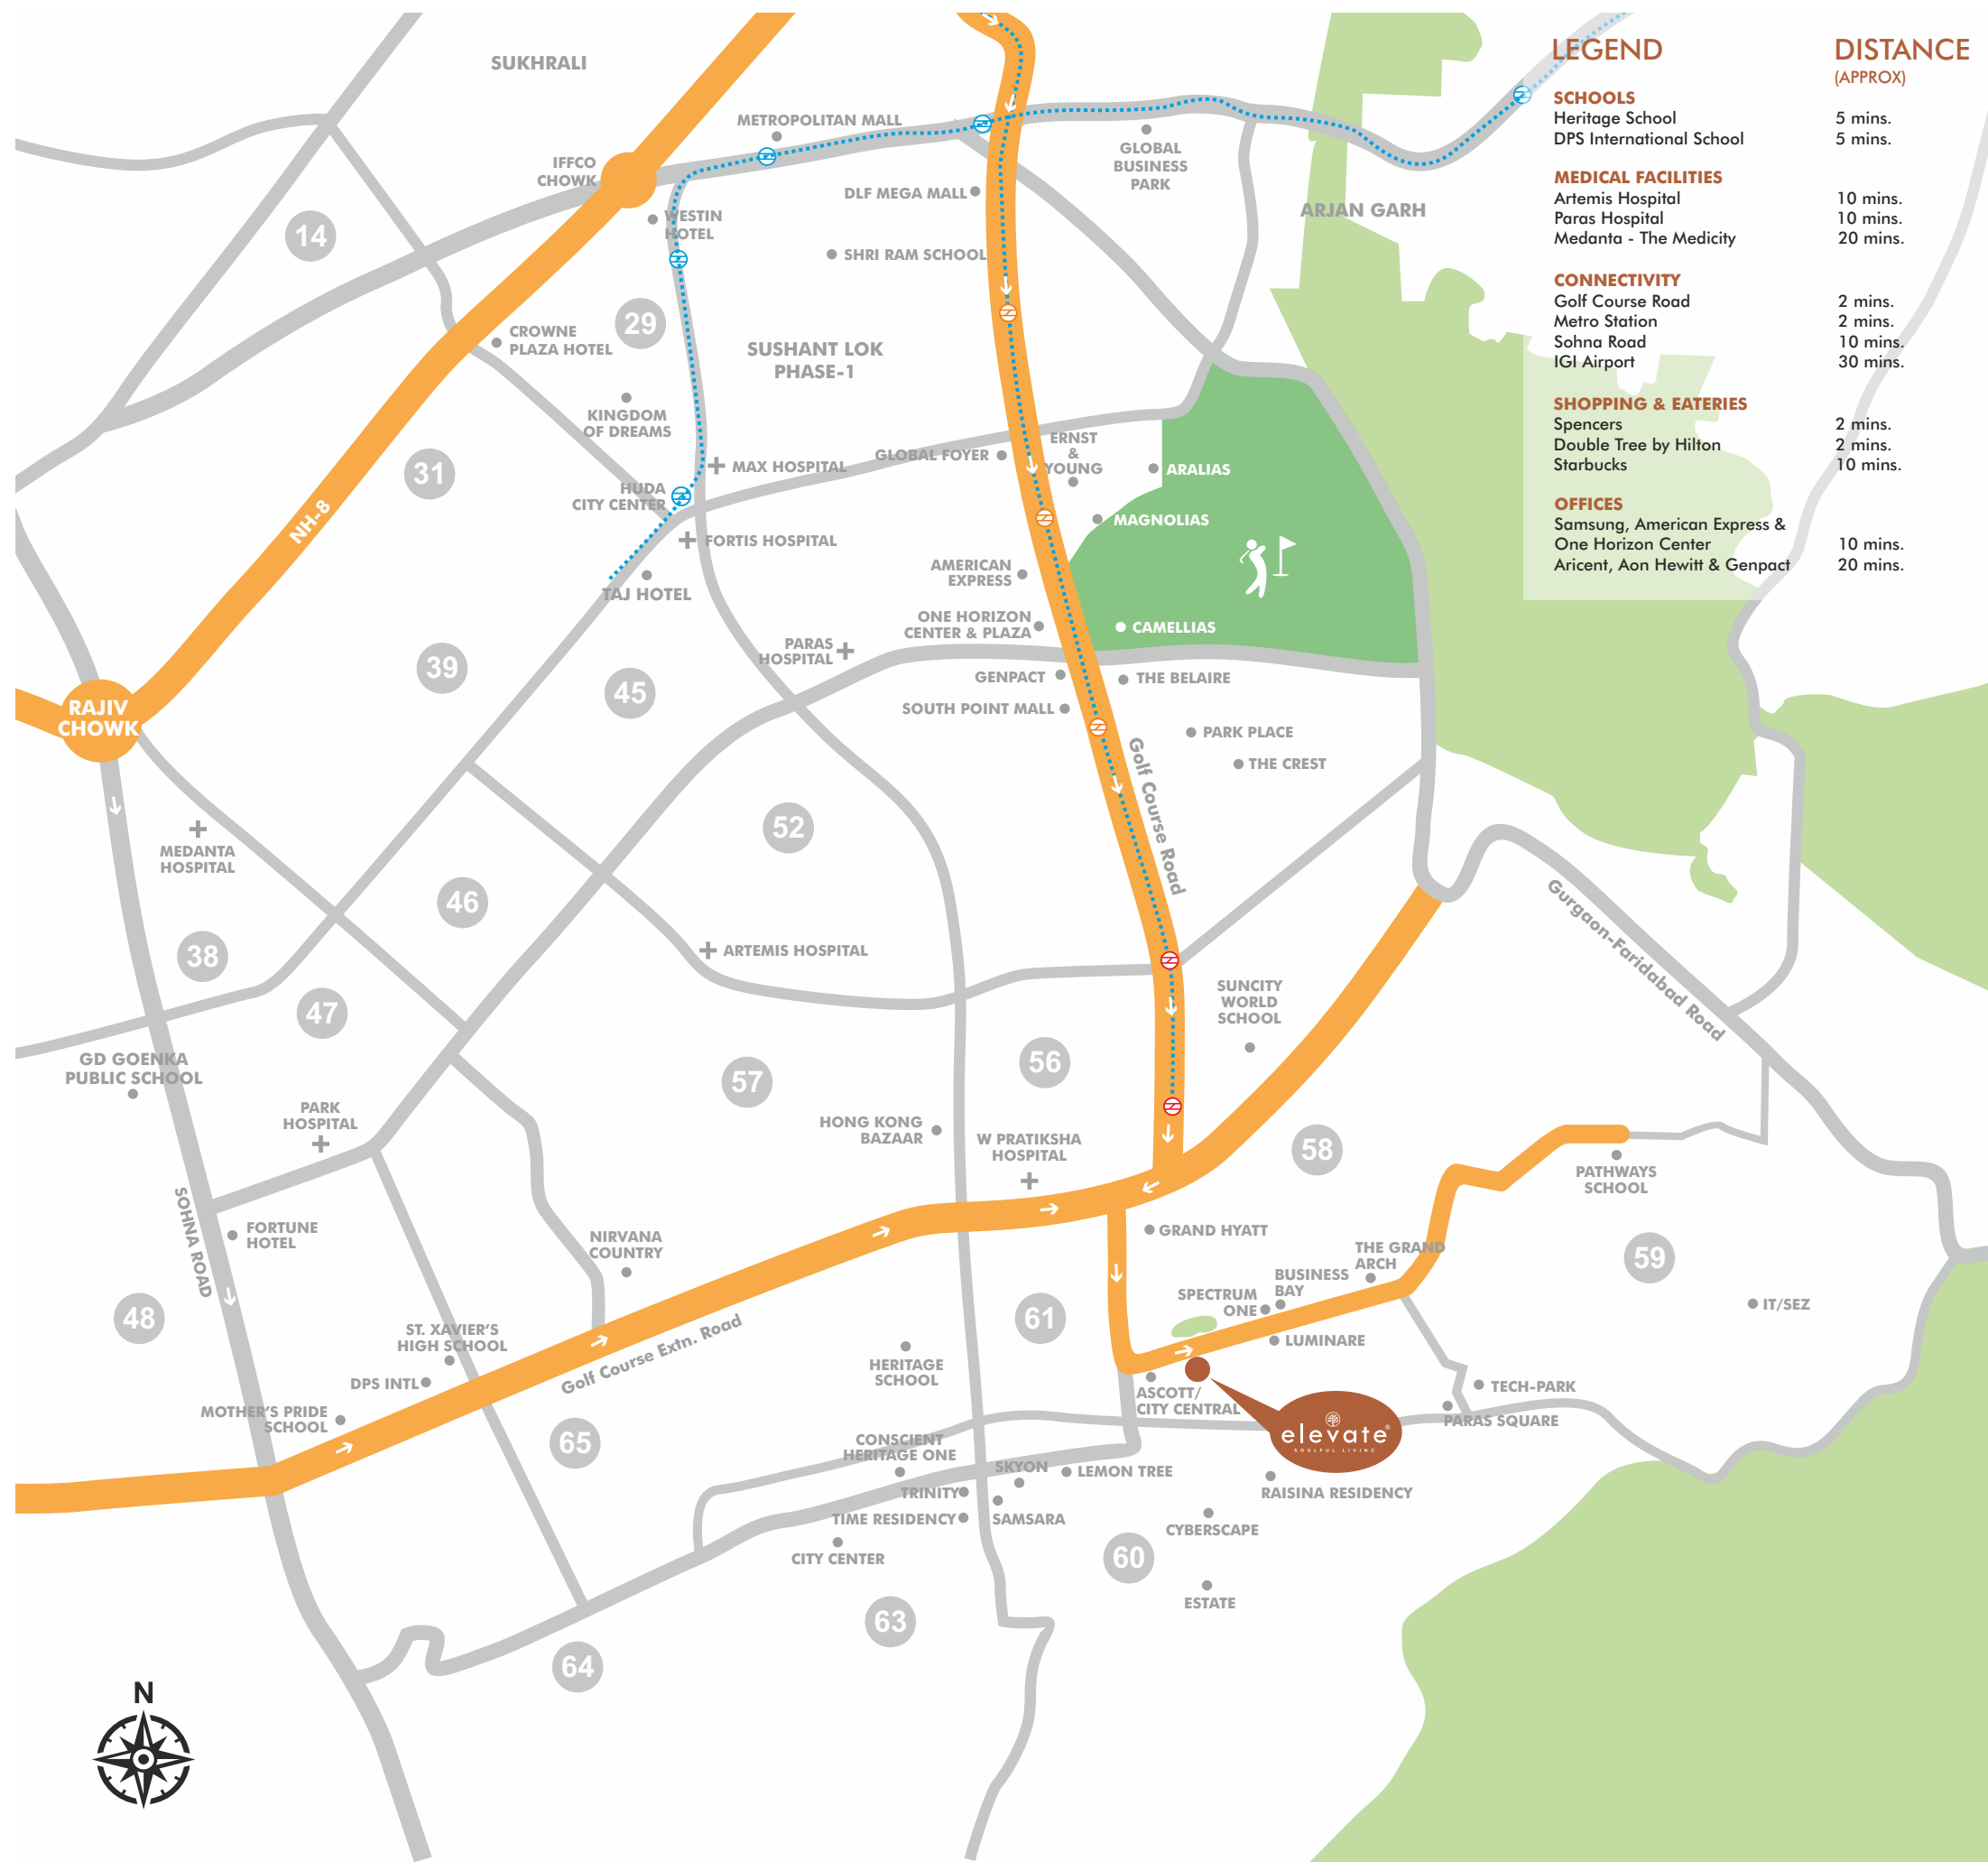 LEGEND
DISTANCE
(APPROX)
SCHOOLS
Heritage School 5 mins.
DPS International School 5 mins.
MEDICAL FACILITIES
Artemis Hospital 10 mins.
Paras Hospital 10 mins.
Medanta - The Medicity 20 mins.
CONNECTIVITY
Golf Course Road 2 mins.
Metro Station 2 mins.
Sohna Road 10 mins.
IGI Airport 30 mins.
SHOPPING & EATERIES
Spencers 2 mins.
Double Tree by Hilton 2 mins.
Starbucks 10 mins.
OFFICES
Samsung, American Express &
One Horizon Center 10 mins.
Aricent, Aon Hewitt & Genpact 20 mins.
SUKHRALI
METROPOLITAN MALL
IFFCO
CHOWK
GLOBAL
BUSINESS
PARK
DLF MEGA MALL
ARJAN GARH
WESTIN
HOTEL
14
SHRI RAM SCHOOL
29
CROWNE
PLAZA HOTEL
SUSHANT LOK
PHASE-1
KINGDOM
OF DREAMS
31
MAX HOSPITAL
GLOBAL FOYER
ERNST
&
YOUNG
ARALIAS
HUDA
CITY CENTER
NH-8
MAGNOLIAS
FORTIS HOSPITAL
AMERICAN
EXPRESS
TAJ HOTEL
ONE HORIZON
CENTER & PLAZA
CAMELLIAS
PARAS
HOSPITAL
39
45
GENPACT
THE BELAIRE
SOUTH POINT MALL
RAJIV
CHOWK
PARK PLACE
THE CREST
Golf Course Road
52
MEDANTA
HOSPITAL
46
38
ARTEMIS HOSPITAL
Gurgaon-Faridabad Road
SUNCITY
WORLD
SCHOOL
47
GD GOENKA
PUBLIC SCHOOL
57
56
PARK
HOSPITAL
HONG KONG
BAZAAR
W PRATIKSHA
HOSPITAL
58
PATHWAYS
SCHOOL
SOHNA ROAD
FORTUNE
HOTEL
NIRVANA
COUNTRY
GRAND HYATT
THE GRAND
ARCH
59
BUSINESS
BAY
SPECTRUM
ONE
IT/SEZ
48
61
ST. XAVIER'S
HIGH SCHOOL
Golf Course Extn. Road
LUMINARE
HERITAGE
SCHOOL
DPS INTL
ASCOTT/
CITY CENTRAL
TECH-PARK
MOTHER'S PRIDE
SCHOOL
PARAS SQUARE
elevate®
SOULFUL LIVING
65
CONSCIENT
HERITAGE ONE
SKYON
LEMON TREE
TRINITY
RAISINA RESIDENCY
TIME RESIDENCY
SAMSARA
CYBERSCAPE
CITY CENTER
60
ESTATE
63
64
N